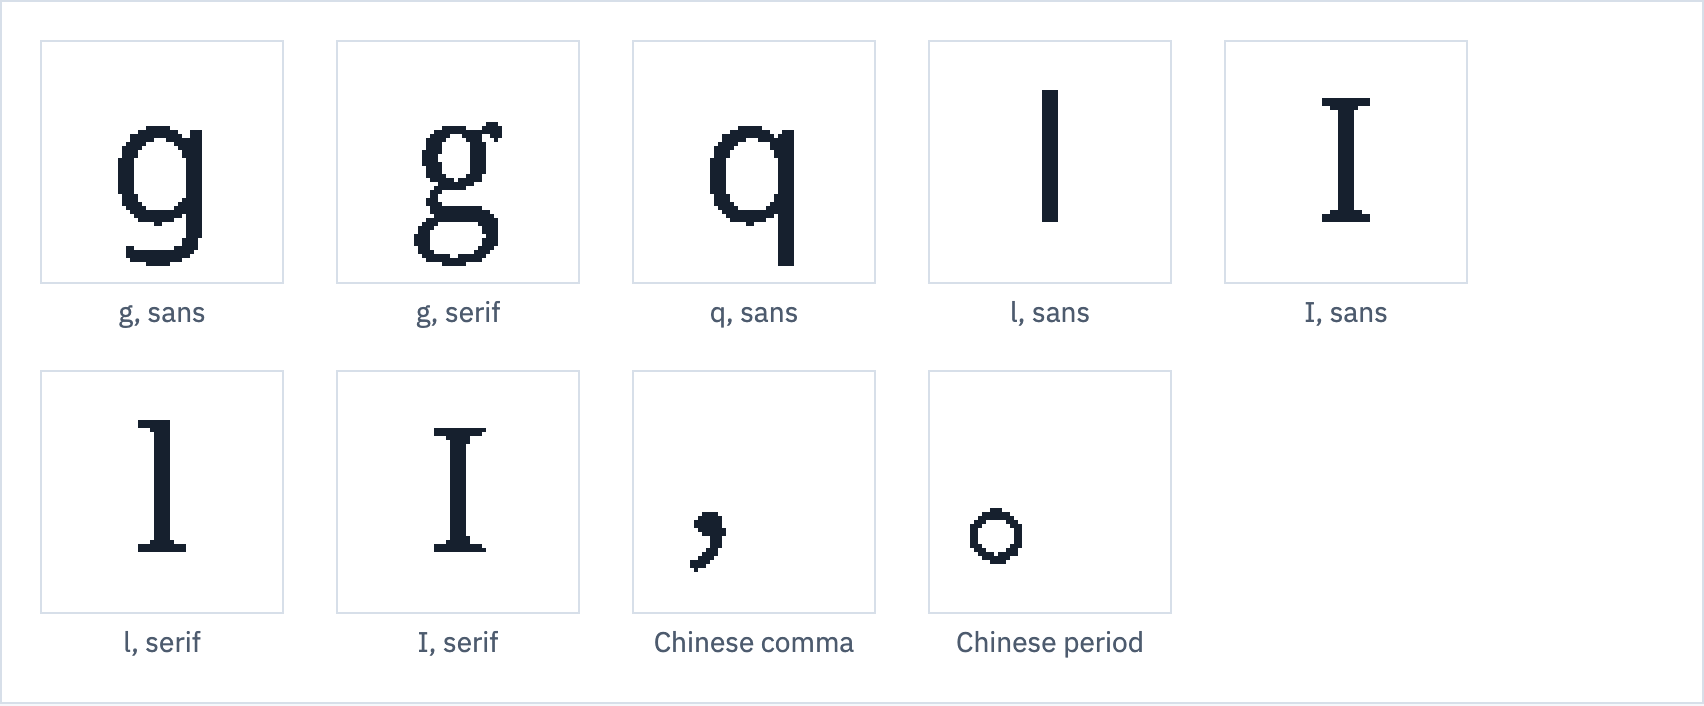 g g q l I
g, sans g, serif q, sans l, sans I, sans
l I , 。
l, serif I, serif Chinese comma Chinese period